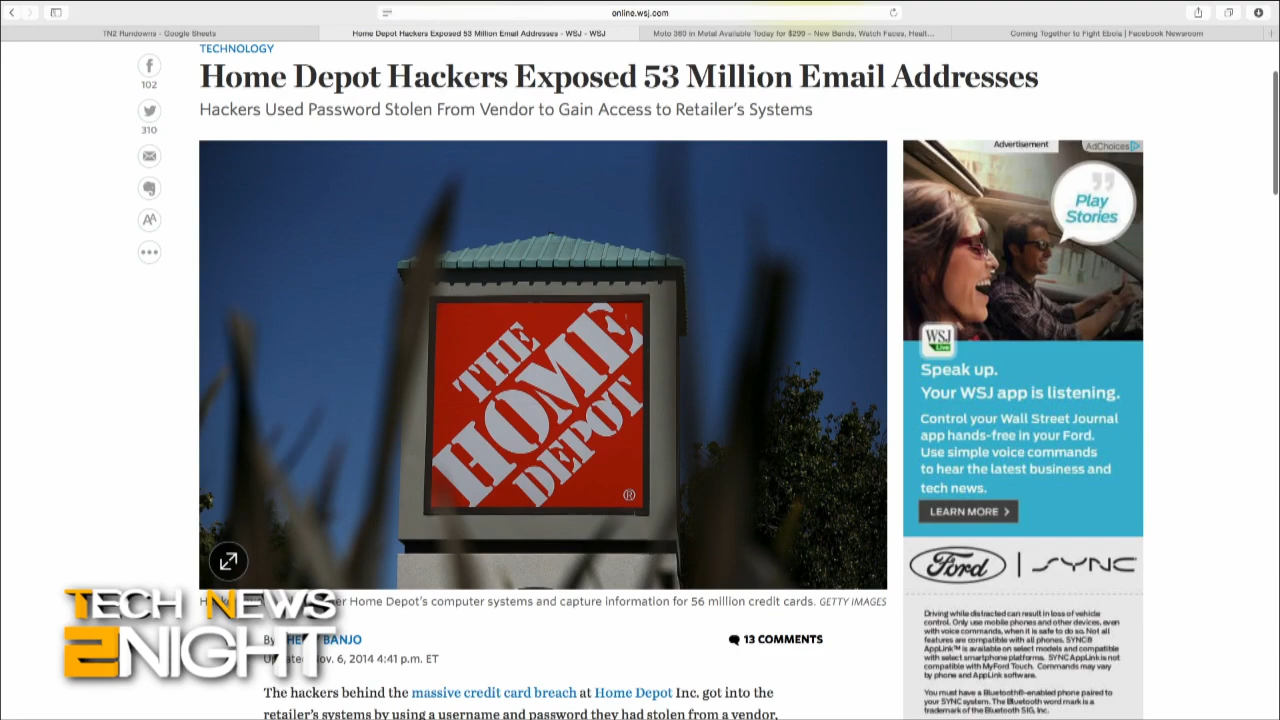 online.wsj.com
TN2 Rundowns - Google Sheets
Home Depot Hackers Exposed 53 Million Email Addresses - WSJ - WSJ
Moto 360 in Metal Available Today for $299 – New Bands, Watch Faces, Healt...
Coming Together to Fight Ebola | Facebook Newsroom
TECHNOLOGY
Home Depot Hackers Exposed 53 Million Email Addresses
Hackers Used Password Stolen From Vendor to Gain Access to Retailer's Systems
102
310
AA
THE
HOME
DEPOT
®
er Home Depot's computer systems and capture information for 56 million credit cards. GETTY IMAGES
By BANJO
13 COMMENTS
Nov. 6, 2014 4:41 p.m. ET
The hackers behind the massive credit card breach at Home Depot Inc. got into the
retailer's systems by using a username and password they had stolen from a vendor,
TECH NEWS
2NIGHT
Advertisement
AdChoices
Play
Stories
WSJ
Live
Speak up.
Your WSJ app is listening.
Control your Wall Street Journal
app hands-free in your Ford.
Use simple voice commands
to hear the latest business and
tech news.
LEARN MORE >
Ford | SYNC
Driving while distracted can result in loss of vehicle
control. Only use mobile phones and other devices, even
with voice commands, when it is safe to do so. Not all
features are compatible with all phones. SYNC®
AppLink™ is available on select models and compatible
with select smartphone platforms. SYNC AppLink is not
compatible with MyFord Touch. Commands may vary
by phone and AppLink software.
You must have a Bluetooth®-enabled phone paired to
your SYNC system. The Bluetooth word mark is a
trademark of the Bluetooth SIG, Inc.